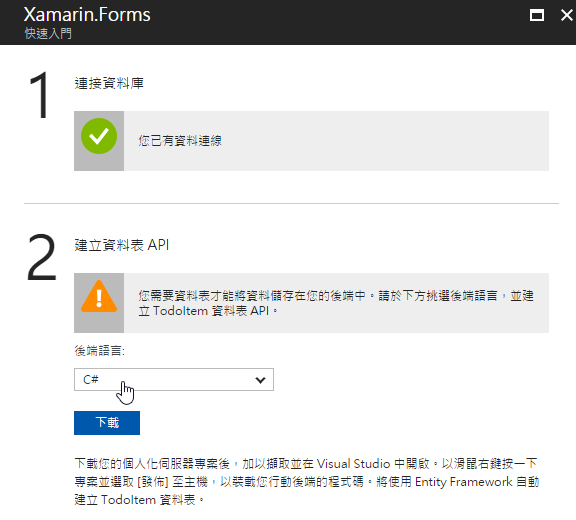 Xamarin.Forms
快速入門
1
連接資料庫
您已有資料連線
2
建立資料表 API
您需要資料表才能將資料儲存在您的後端中。請於下方挑選後端語言，並建
立 TodoItem 資料表 API。
後端語言:
C#
下載
下載您的個人化伺服器專案後，加以擷取並在 Visual Studio 中開啟。以滑鼠右鍵按一下
專案並選取 [發佈] 至主機，以裝載您行動後端的程式碼。將使用 Entity Framework 自動
建立 TodoItem 資料表。